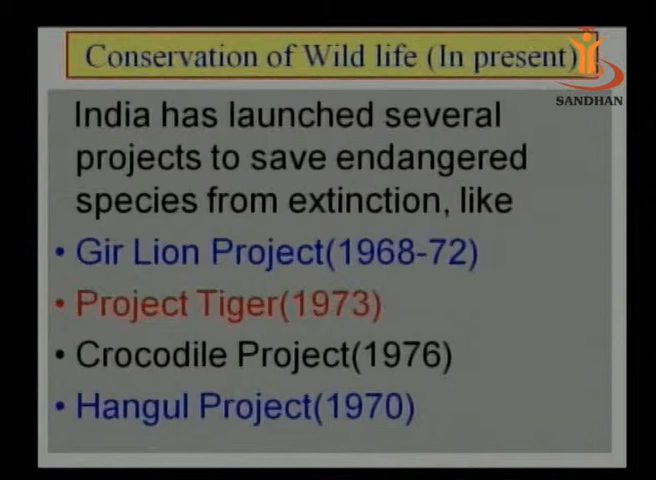 Conservation of Wild life (In present)
SANDHAN
India has launched several
projects to save endangered
species from extinction, like
• Gir Lion Project(1968-72)
• Project Tiger(1973)
• Crocodile Project(1976)
• Hangul Project(1970)